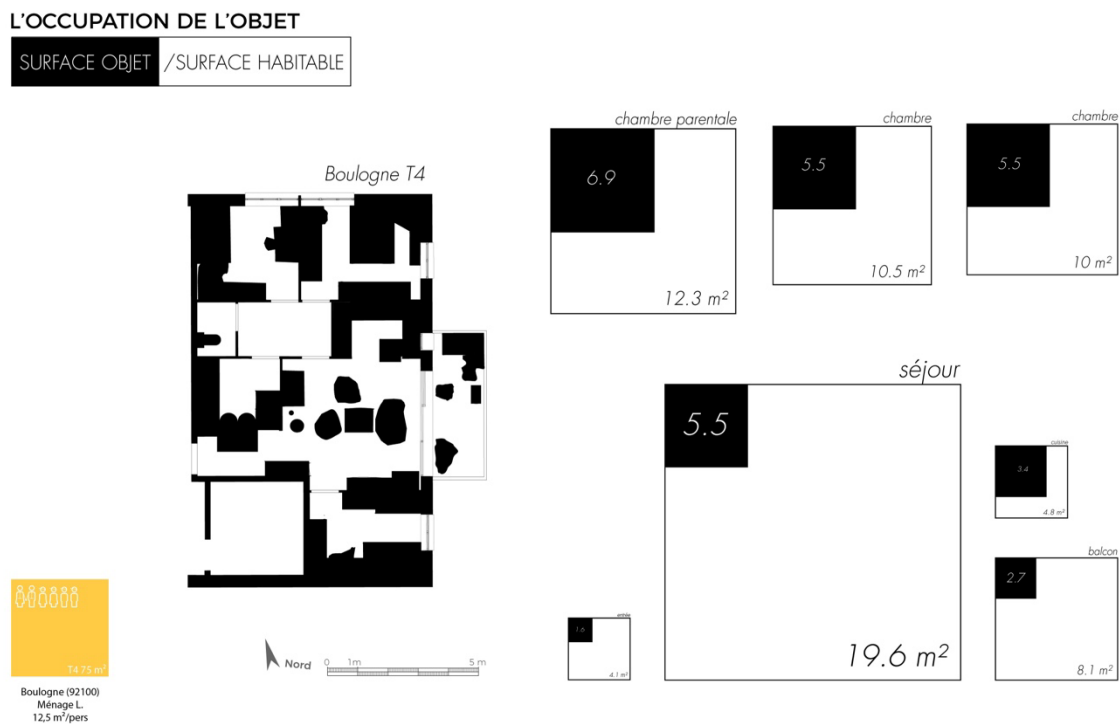 L'OCCUPATION DE L'OBJET
SURFACE OBJET /SURFACE HABITABLE
Boulogne T4
chambre parentale
6.9
12.3 m²
chambre
5.5
10.5 m²
chambre
5.5
10 m²
séjour
5.5
19.6 m²
cuisine
3.4
4.8 m²
balcon
2.7
8.1 m²
entrée
1.6
4.1 m²
T4 75 m²
Boulogne (92100)
Ménage L.
12,5 m²/pers
Nord
0 1m 5 m